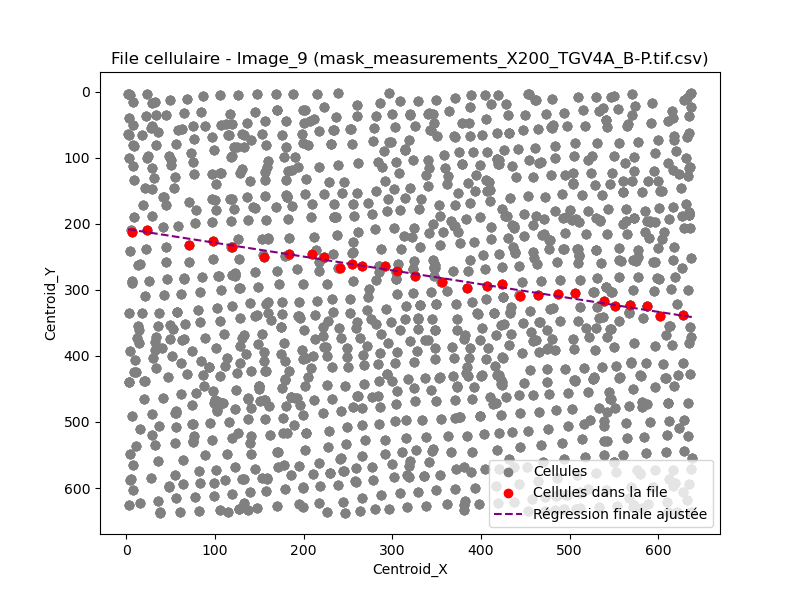 File cellulaire - Image_9 (mask_measurements_X200_TGV4A_B-P.tif.csv)
0
100
200
300
400
500
600
Centroid_Y
Cellules
Cellules dans la file
Régression finale ajustée
0 100 200 300 400 500 600
Centroid_X